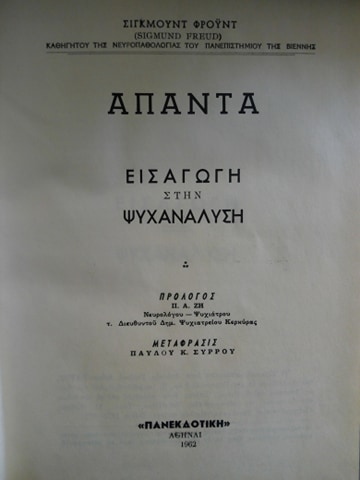 ΣΙΓΚΜΟΥΝΤ ΦΡΟΫΝΤ
(SIGMUND FREUD)
ΚΑΘΗΓΗΤΟΥ ΤΗΣ ΝΕΥΡΟΠΑΘΟΛΟΓΙΑΣ ΤΟΥ ΠΑΝΕΠΙΣΤΗΜΙΟΥ ΤΗΣ ΒΙΕΝΝΗΣ
ΑΠΑΝΤΑ
ΕΙΣΑΓΩΓΗ
ΣΤΗΝ
ΨΥΧΑΝΑΛΥΣΗ
ΠΡΟΛΟΓΟΣ
Π. Α. ΖΗ
Νευρολόγου — Ψυχιάτρου
τ. Διευθυντοῦ Δημ. Ψυχιατρείου Κερκύρας
ΜΕΤΑΦΡΑΣΙΣ
ΠΑΥΛΟΥ Κ. ΣΥΡΡΟΥ
«ΠΑΝΕΚΔΟΤΙΚΗ»
ΑΘΗΝΑΙ
1962